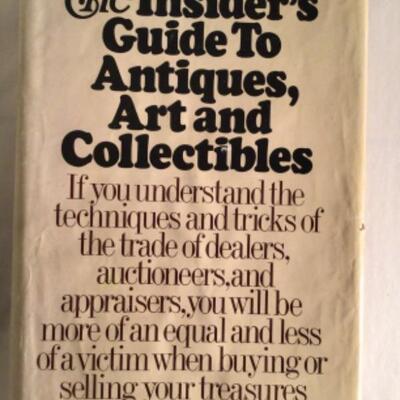 The Insider's
Guide To
Antiques,
Art and
Collectibles
If you understand the
techniques and tricks of
the trade of dealers,
auctioneers,and
appraisers,you will be
more of an equal and less
of a victim when buying or
selling your treasures